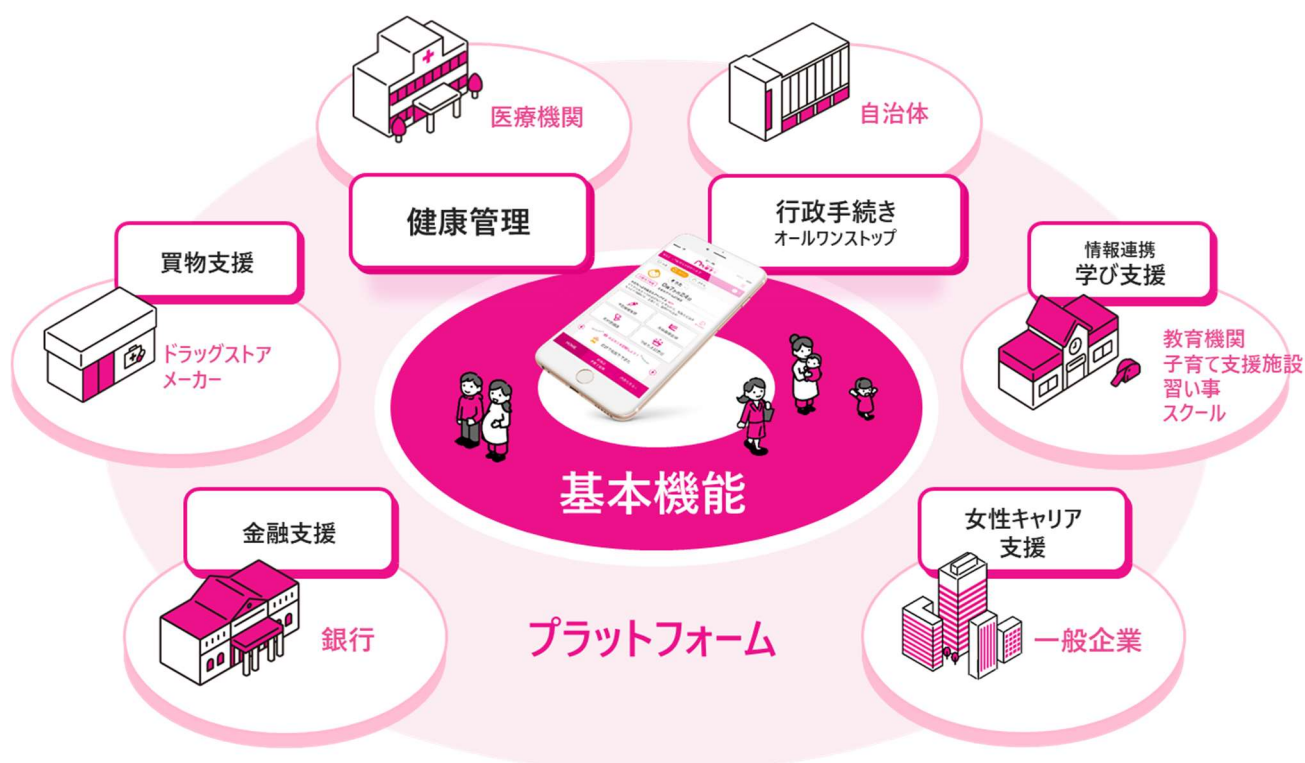 医療機関
自治体
健康管理
行政手続き
オールワンストップ
買物支援
ドラッグストア
メーカー
情報連携
学び支援
教育機関
子育て支援施設
習い事
スクール
基本機能
金融支援
銀行
女性キャリア
支援
一般企業
プラットフォーム